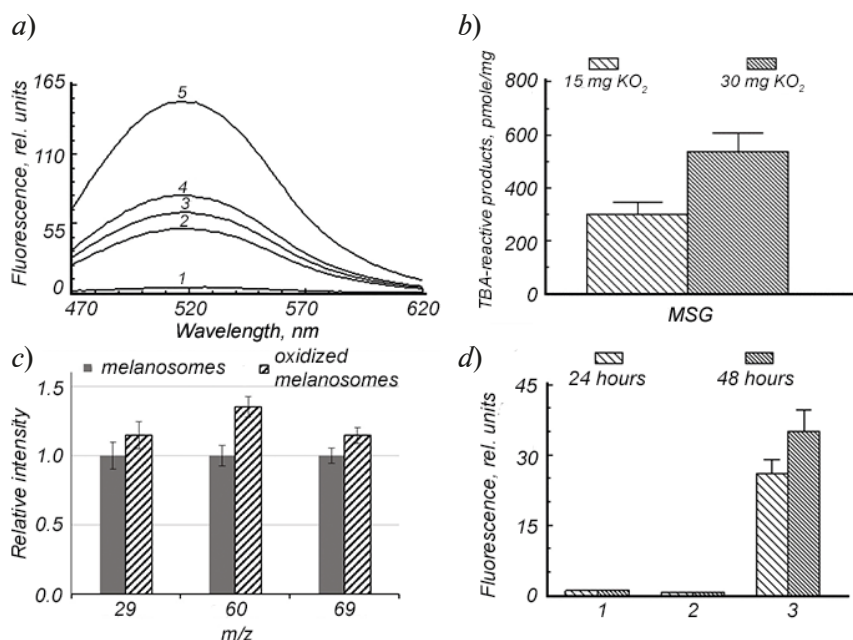 a)
Fluorescence, rel. units
165
110
55
0
5
4
3
2
1
470 520 570 620
Wavelength, nm
b)
TBA-reactive products, pmole/mg
15 mg KO₂ 30 mg KO₂
800
600
400
200
0
MSG
c)
melanosomes oxidized melanosomes
Relative intensity
1.5
1.0
0.5
0.0
29 60 69
m/z
d)
24 hours 48 hours
Fluorescence, rel. units
45
30
15
0
1 2 3